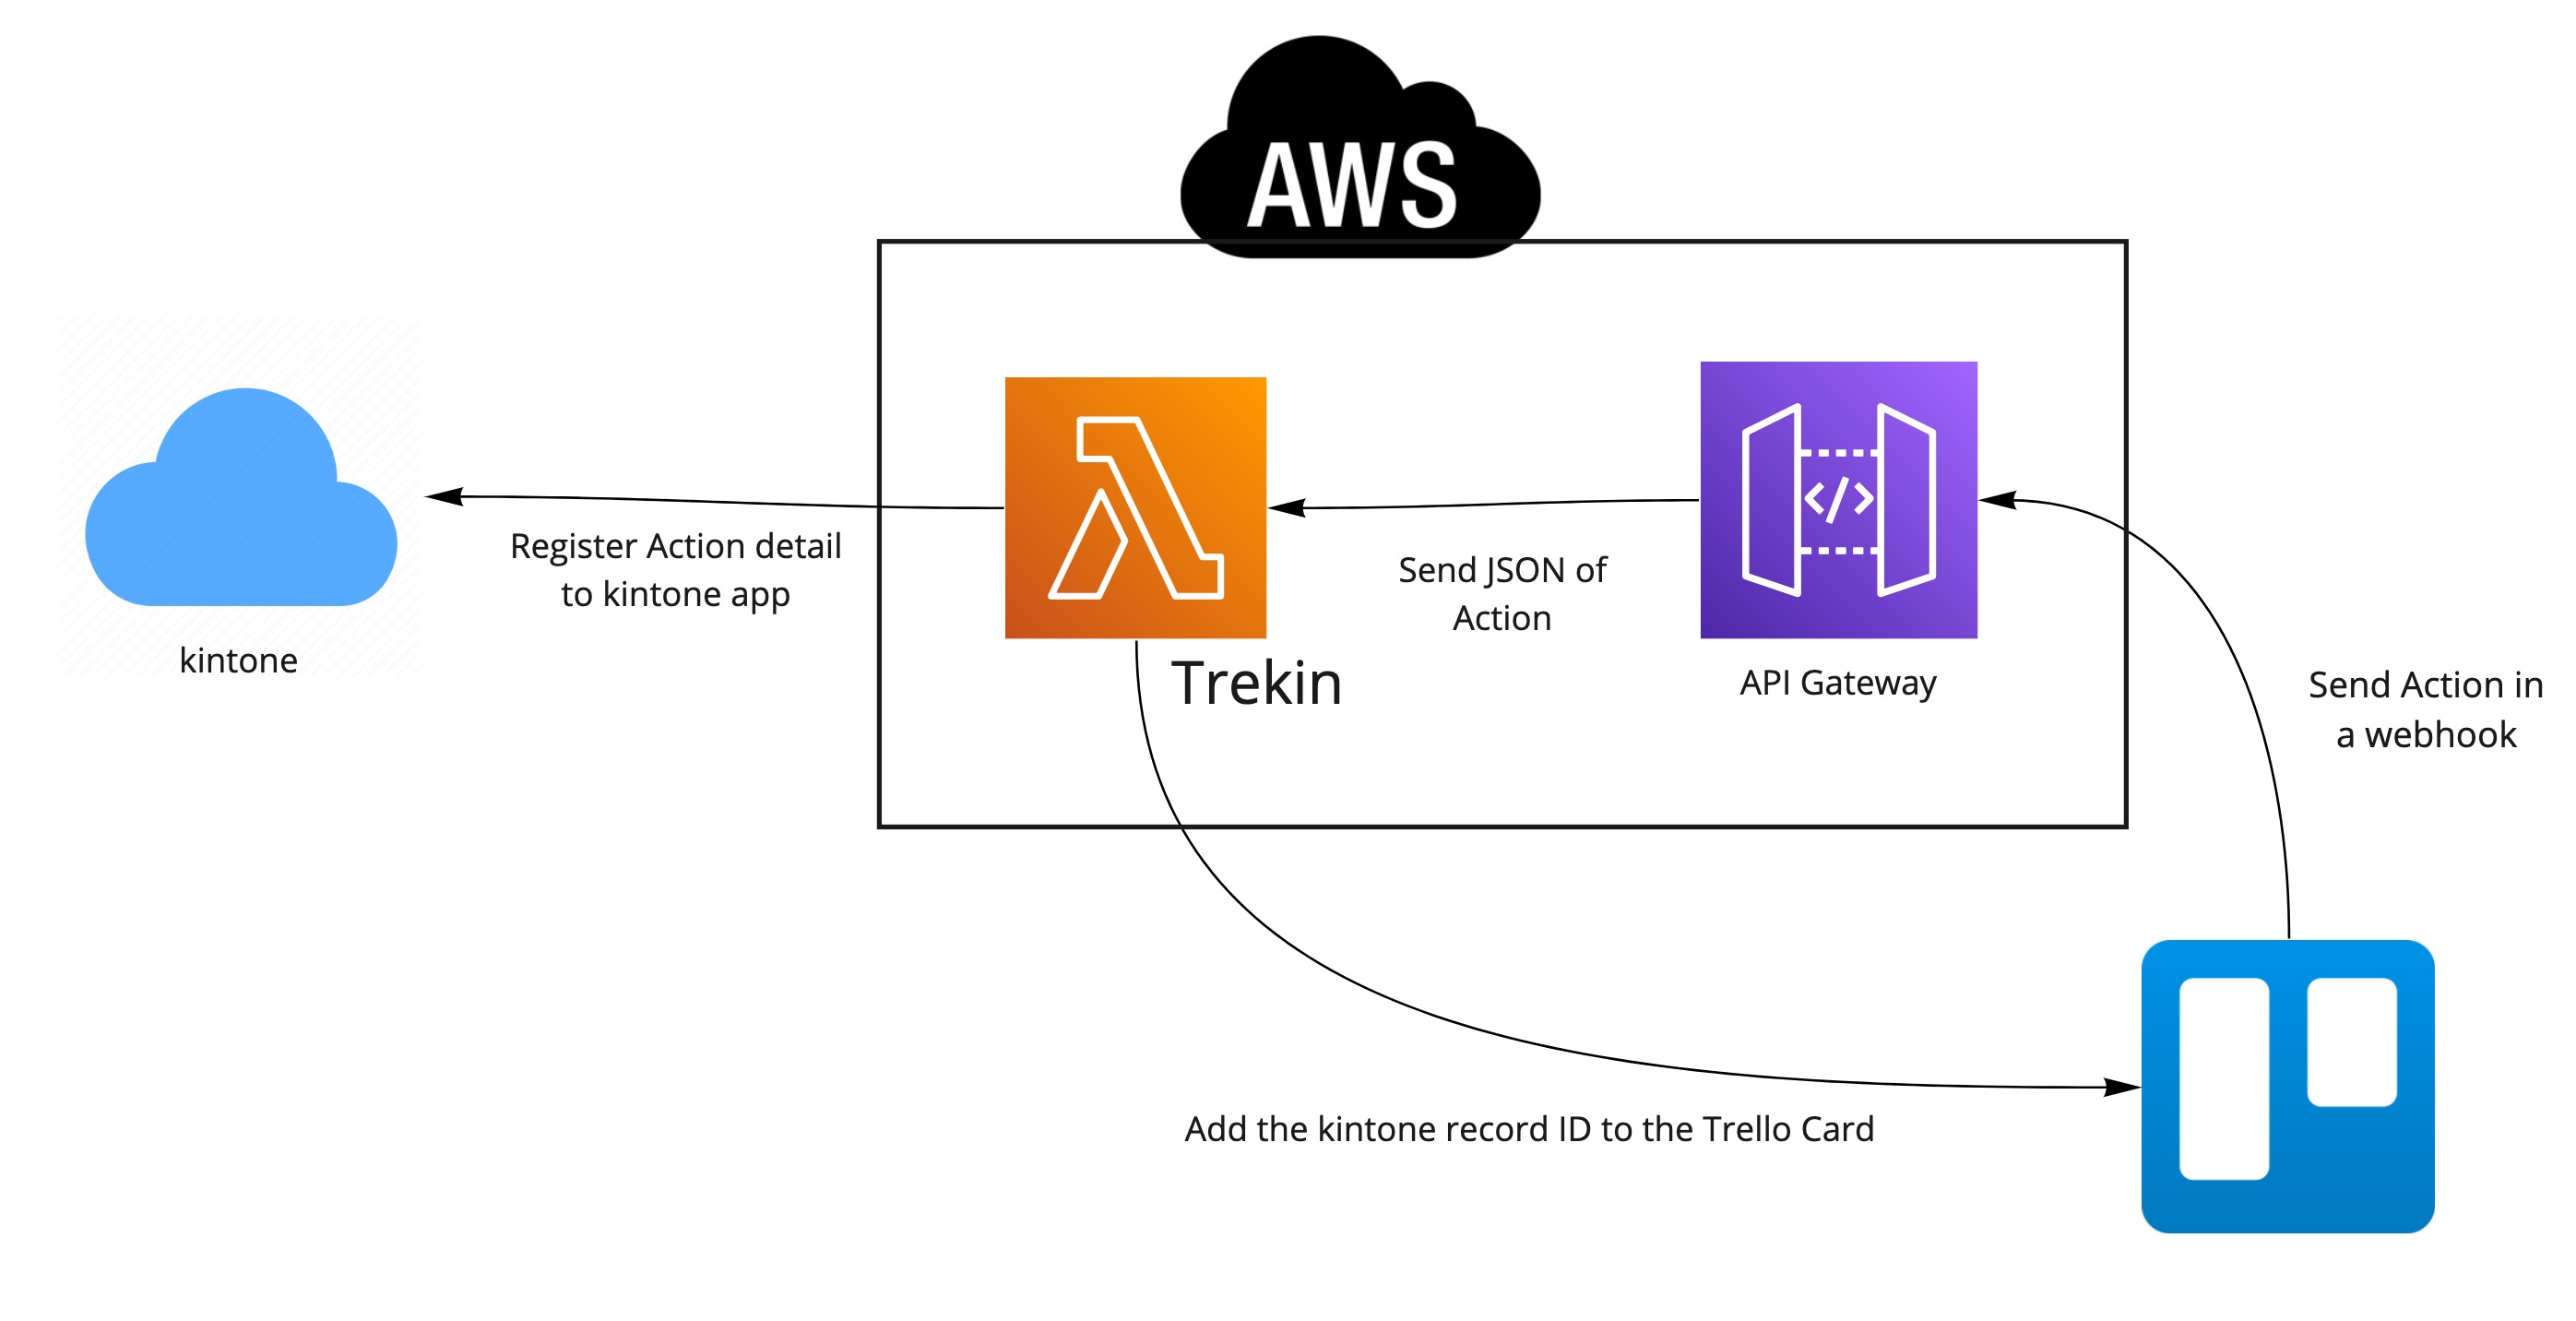 AWS
Register Action detail
to kintone app
kintone
Send JSON of
Action
Trekin
API Gateway
Send Action in
a webhook
Add the kintone record ID to the Trello Card